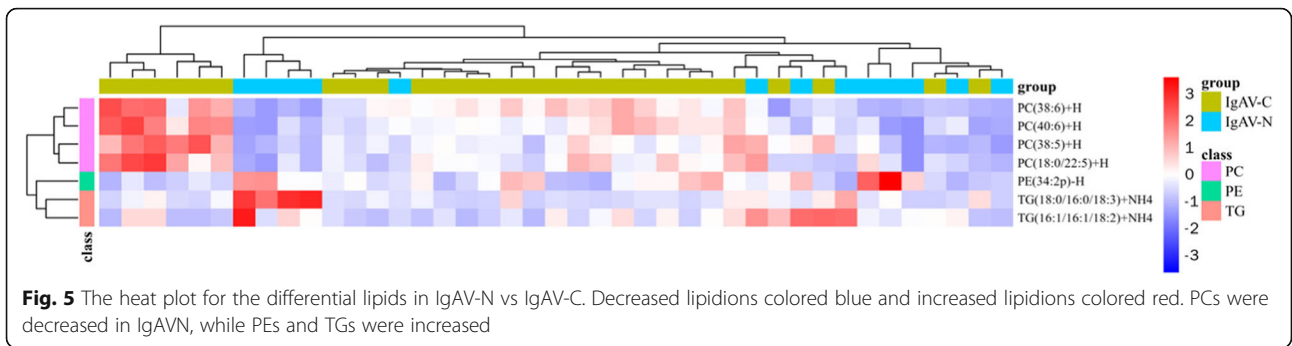 group
PC(38:6)+H
PC(40:6)+H
PC(38:5)+H
PC(18:0/22:5)+H
PE(34:2p)-H
TG(18:0/16:0/18:3)+NH4
TG(16:1/16:1/18:2)+NH4
class
3
2
1
0
-1
-2
-3
group
IgAV-C
IgAV-N
class
PC
PE
TG
Fig. 5 The heat plot for the differential lipids in IgAV-N vs IgAV-C. Decreased lipidions colored blue and increased lipidions colored red. PCs were
decreased in IgAVN, while PEs and TGs were increased